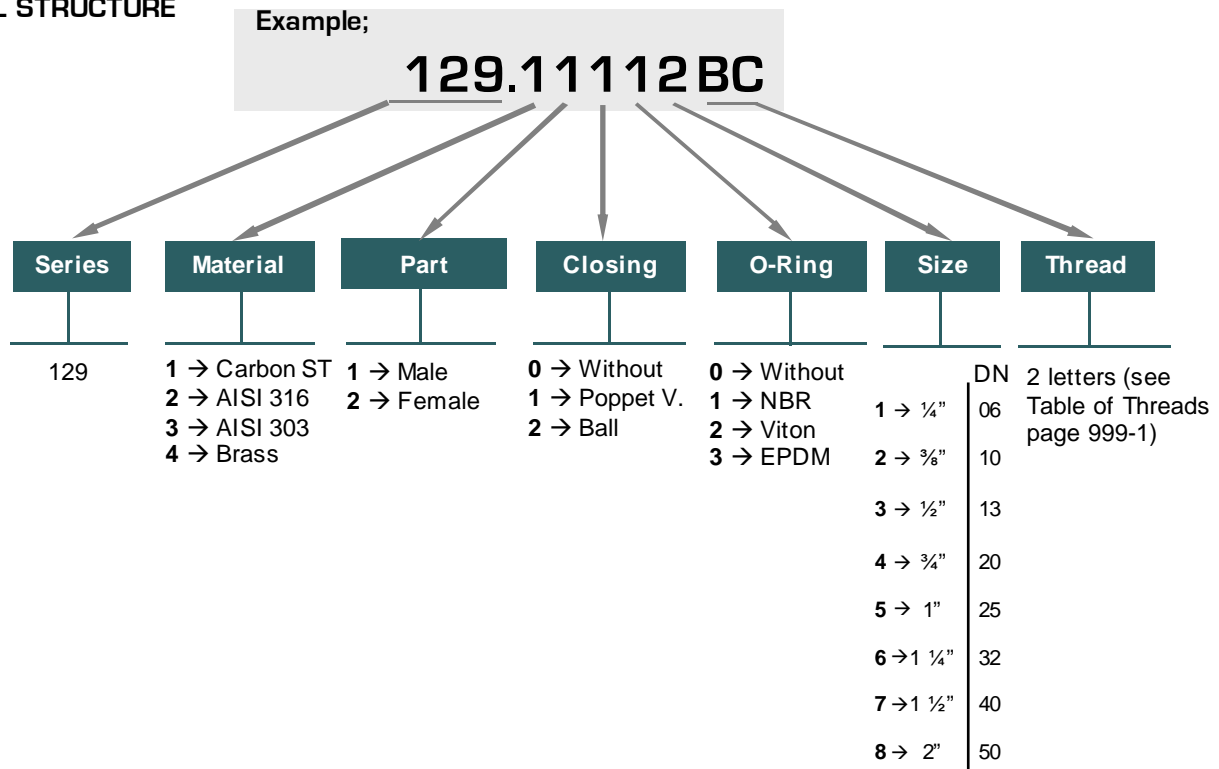 L STRUCTURE
Example;
129.11112BC
Series
Material
Part
Closing
O-Ring
Size
Thread
129
1 → Carbon ST
2 → AISI 316
3 → AISI 303
4 → Brass
1 → Male
2 → Female
0 → Without
1 → Poppet V.
2 → Ball
0 → Without
1 → NBR
2 → Viton
3 → EPDM
DN
1 → ¼” 06
2 → ⅜” 10
3 → ½” 13
4 → ¾” 20
5 → 1” 25
6 →1 ¼” 32
7 →1 ½” 40
8 → 2” 50
2 letters (see
Table of Threads
page 999-1)